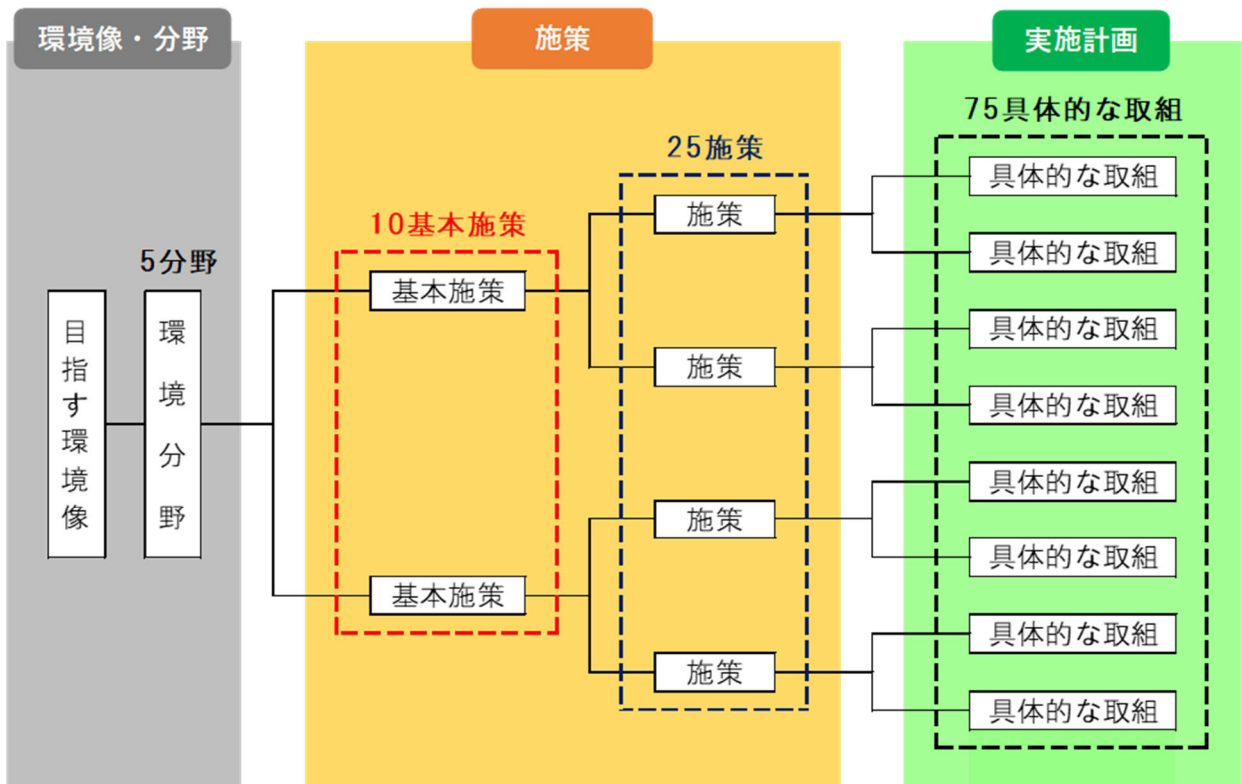 環境像・分野
施策
実施計画
75具体的な取組
25施策
10基本施策
5分野
目指す環境像
環境分野
基本施策
基本施策
施策
施策
施策
施策
具体的な取組
具体的な取組
具体的な取組
具体的な取組
具体的な取組
具体的な取組
具体的な取組
具体的な取組